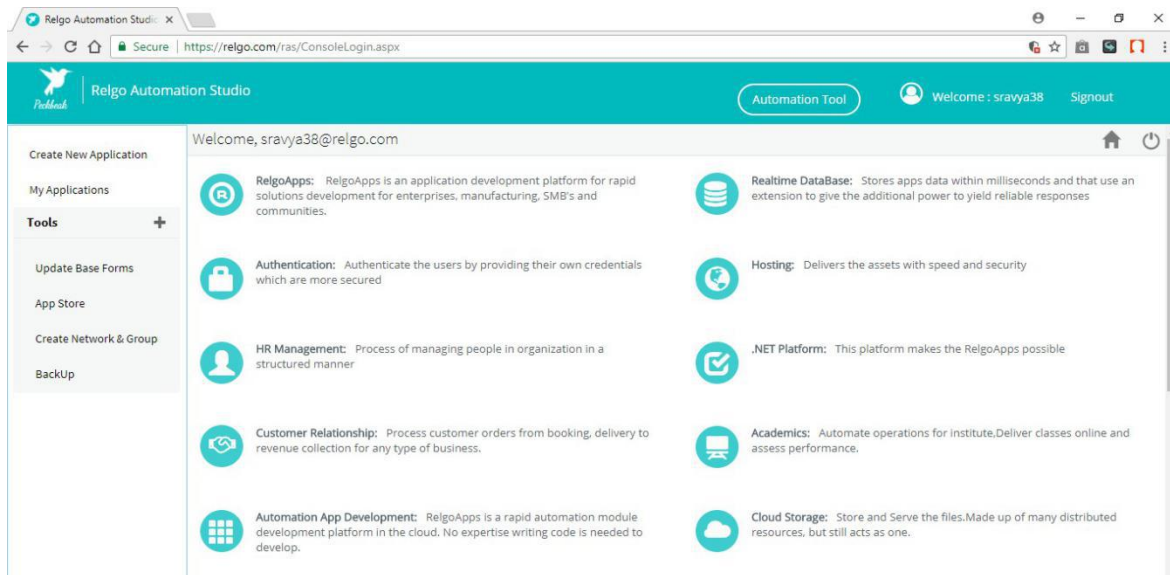 Relgo Automation Studio
Secure
https://relgo.com/ras/ConsoleLogin.aspx
Peckbeak
Relgo Automation Studio
Automation Tool
Welcome : sravya38
Signout
Create New Application
My Applications
Tools
Update Base Forms
App Store
Create Network & Group
BackUp
Welcome, sravya38@relgo.com
RelgoApps: RelgoApps is an application development platform for rapid
solutions development for enterprises, manufacturing, SMB's and
communities.
Realtime DataBase: Stores apps data within milliseconds and that use an
extension to give the additional power to yield reliable responses
Authentication: Authenticate the users by providing their own credentials
which are more secured
Hosting: Delivers the assets with speed and security
HR Management: Process of managing people in organization in a
structured manner
.NET Platform: This platform makes the RelgoApps possible
Customer Relationship: Process customer orders from booking, delivery to
revenue collection for any type of business.
Academics: Automate operations for institute,Deliver classes online and
assess performance.
Automation App Development: RelgoApps is a rapid automation module
development platform in the cloud. No expertise writing code is needed to
develop.
Cloud Storage: Store and Serve the files.Made up of many distributed
resources, but still acts as one.